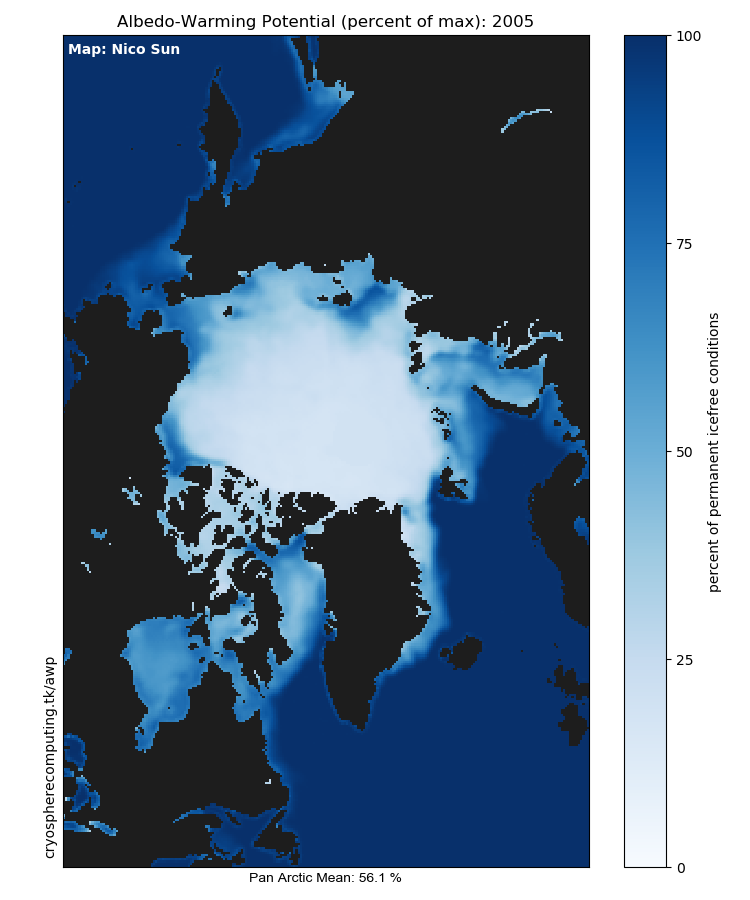 Albedo-Warming Potential (percent of max): 2005
Map: Nico Sun
100
75
50
25
0
percent of permanent icefree conditions
cryospherecomputing.tk/awp
Pan Arctic Mean: 56.1 %